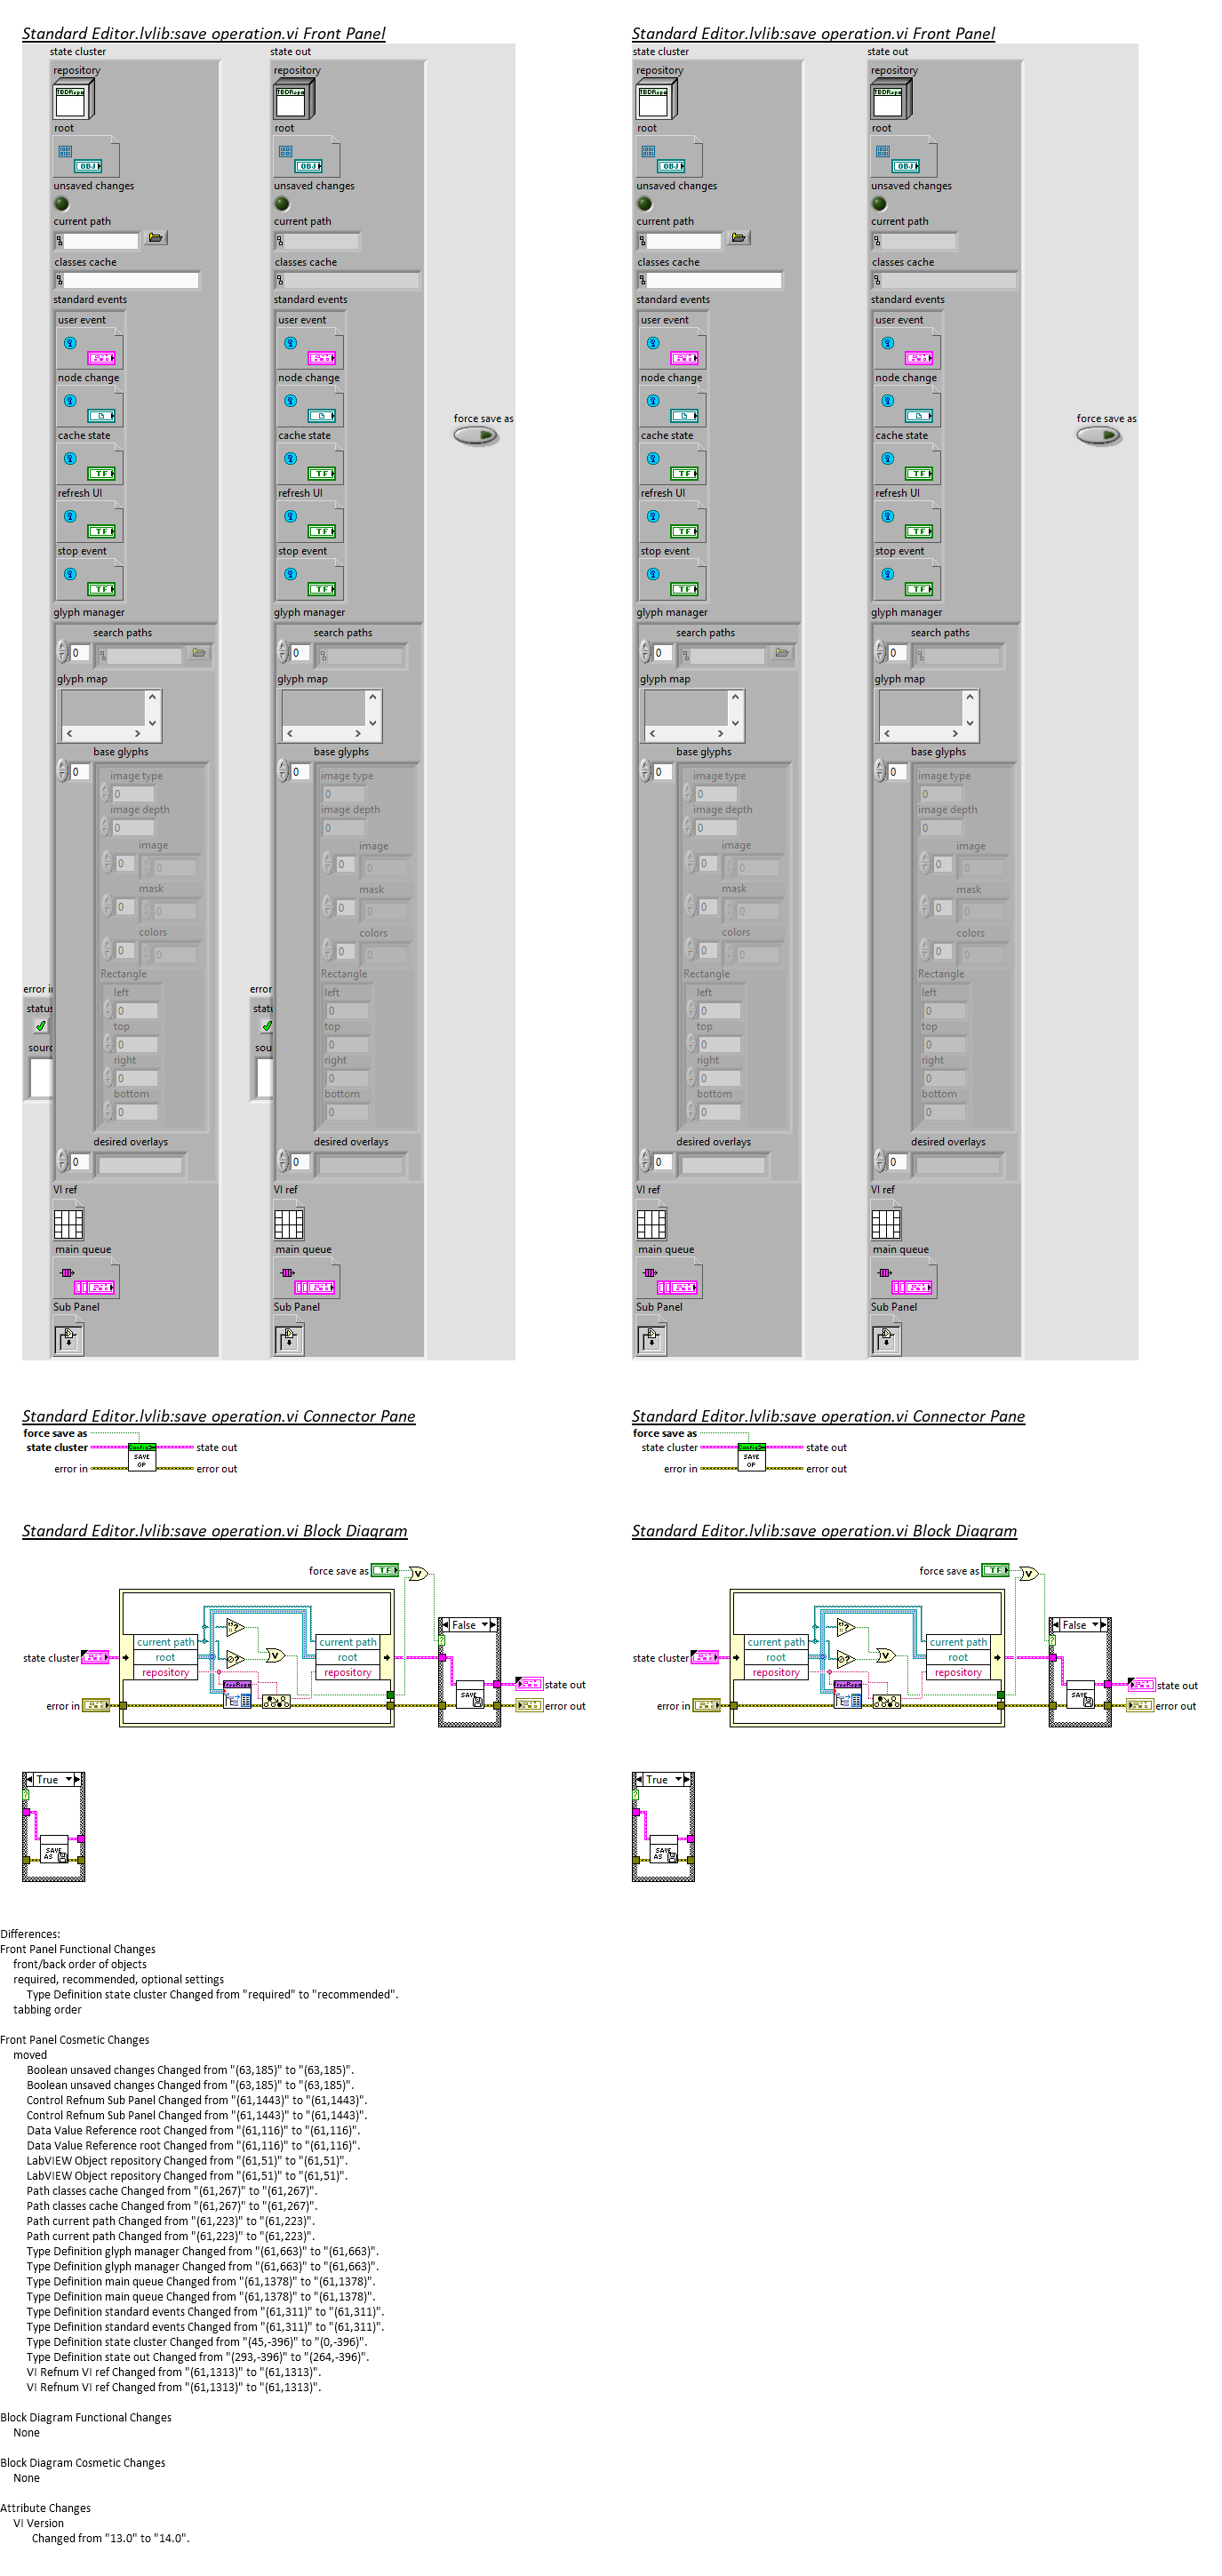 Standard Editor.lvlib:save operation.vi Front Panel
state cluster
state out
repository
repository
TBDRepo
TBDRepo
root
root
OBJ
OBJ
unsaved changes
unsaved changes
current path
current path
classes cache
classes cache
standard events
standard events
user event
user event
node change
node change
cache state
cache state
force save as
TF
TF
refresh UI
refresh UI
TF
TF
stop event
stop event
TF
TF
glyph manager
glyph manager
search paths
search paths
0
0
glyph map
glyph map
base glyphs
base glyphs
0
0
image type
image type
0
0
image depth
image depth
0
0
image
image
0 0
0 0
mask
mask
0 0
0 0
colors
colors
0 0
0 0
Rectangle
Rectangle
error i
error
left
left
status
statu
0
0
top
top
sourc
sou
0
0
right
right
0
0
bottom
bottom
0
0
desired overlays
desired overlays
0
0
VI ref
VI ref
main queue
main queue
Sub Panel
Sub Panel
Standard Editor.lvlib:save operation.vi Front Panel
state cluster
state out
repository
repository
TBDRepo
TBDRepo
root
root
OBJ
OBJ
unsaved changes
unsaved changes
current path
current path
classes cache
classes cache
standard events
standard events
user event
user event
node change
node change
cache state
cache state
force save as
TF
TF
refresh UI
refresh UI
TF
TF
stop event
stop event
TF
TF
glyph manager
glyph manager
search paths
search paths
0
0
glyph map
glyph map
base glyphs
base glyphs
0
0
image type
image type
0
0
image depth
image depth
0
0
image
image
0 0
0 0
mask
mask
0 0
0 0
colors
colors
0 0
0 0
Rectangle
Rectangle
left
left
0
0
top
top
0
0
right
right
0
0
bottom
bottom
0
0
desired overlays
desired overlays
0
0
VI ref
VI ref
main queue
main queue
Sub Panel
Sub Panel
Standard Editor.lvlib:save operation.vi Connector Pane
force save as
state cluster
state out
SAVE
OP
error in
error out
Standard Editor.lvlib:save operation.vi Connector Pane
force save as
state cluster
state out
SAVE
OP
error in
error out
Standard Editor.lvlib:save operation.vi Block Diagram
force save as
TF
False
current path
current path
state cluster
root
root
repository
repository
state out
SAVE
error in
error out
True
SAVE
AS
Standard Editor.lvlib:save operation.vi Block Diagram
force save as
TF
False
current path
current path
state cluster
root
root
repository
repository
state out
SAVE
error in
error out
True
SAVE
AS
Differences:
Front Panel Functional Changes
front/back order of objects
required, recommended, optional settings
Type Definition state cluster Changed from "required" to "recommended".
tabbing order
Front Panel Cosmetic Changes
moved
Boolean unsaved changes Changed from "(63,185)" to "(63,185)".
Boolean unsaved changes Changed from "(63,185)" to "(63,185)".
Control Refnum Sub Panel Changed from "(61,1443)" to "(61,1443)".
Control Refnum Sub Panel Changed from "(61,1443)" to "(61,1443)".
Data Value Reference root Changed from "(61,116)" to "(61,116)".
Data Value Reference root Changed from "(61,116)" to "(61,116)".
LabVIEW Object repository Changed from "(61,51)" to "(61,51)".
LabVIEW Object repository Changed from "(61,51)" to "(61,51)".
Path classes cache Changed from "(61,267)" to "(61,267)".
Path classes cache Changed from "(61,267)" to "(61,267)".
Path current path Changed from "(61,223)" to "(61,223)".
Path current path Changed from "(61,223)" to "(61,223)".
Type Definition glyph manager Changed from "(61,663)" to "(61,663)".
Type Definition glyph manager Changed from "(61,663)" to "(61,663)".
Type Definition main queue Changed from "(61,1378)" to "(61,1378)".
Type Definition main queue Changed from "(61,1378)" to "(61,1378)".
Type Definition standard events Changed from "(61,311)" to "(61,311)".
Type Definition standard events Changed from "(61,311)" to "(61,311)".
Type Definition state cluster Changed from "(45,-396)" to "(0,-396)".
Type Definition state out Changed from "(293,-396)" to "(264,-396)".
VI Refnum VI ref Changed from "(61,1313)" to "(61,1313)".
VI Refnum VI ref Changed from "(61,1313)" to "(61,1313)".
Block Diagram Functional Changes
None
Block Diagram Cosmetic Changes
None
Attribute Changes
VI Version
Changed from "13.0" to "14.0".